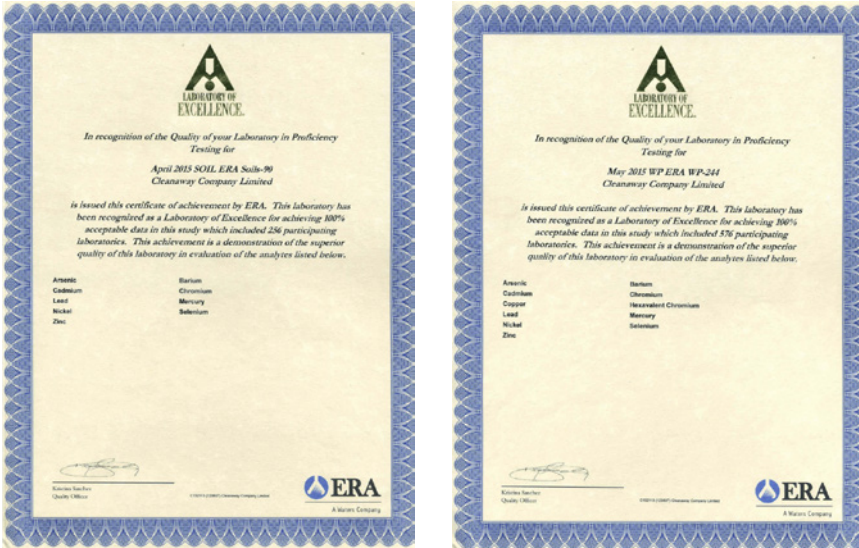 LABORATORY OF
EXCELLENCE.
In recognition of the Quality of your Laboratory in Proficiency
Testing for
April 2015 SOIL ERA Soils-90
Cleanaway Company Limited
is issued this certificate of achievement by ERA. This laboratory has
been recognized as a Laboratory of Excellence for achieving 100%
acceptable data in this study which included 256 participating
laboratories. This achievement is a demonstration of the superior
quality of this laboratory in evaluation of the analytes listed below.
Arsenic Barium
Cadmium Chromium
Lead Mercury
Nickel Selenium
Zinc
Quality Officer
ERA
A Waters Company
LABORATORY OF
EXCELLENCE.
In recognition of the Quality of your Laboratory in Proficiency
Testing for
May 2015 WP ERA WP-244
Cleanaway Company Limited
is issued this certificate of achievement by ERA. This laboratory has
been recognized as a Laboratory of Excellence for achieving 100%
acceptable data in this study which included 576 participating
laboratories. This achievement is a demonstration of the superior
quality of this laboratory in evaluation of the analytes listed below.
Arsenic Barium
Cadmium Chromium
Copper Hexavalent Chromium
Lead Mercury
Nickel Selenium
Zinc
Quality Officer
ERA
A Waters Company